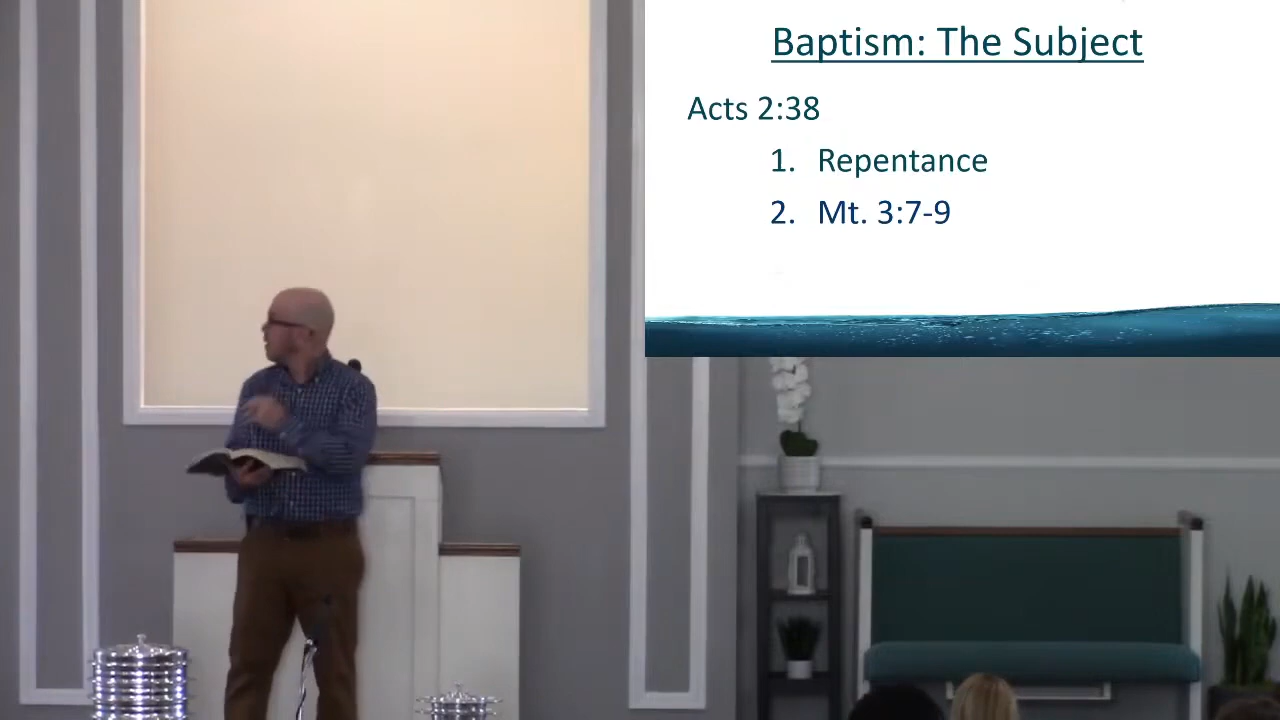 Baptism: The Subject
Acts 2:38
1. Repentance
2. Mt. 3:7-9